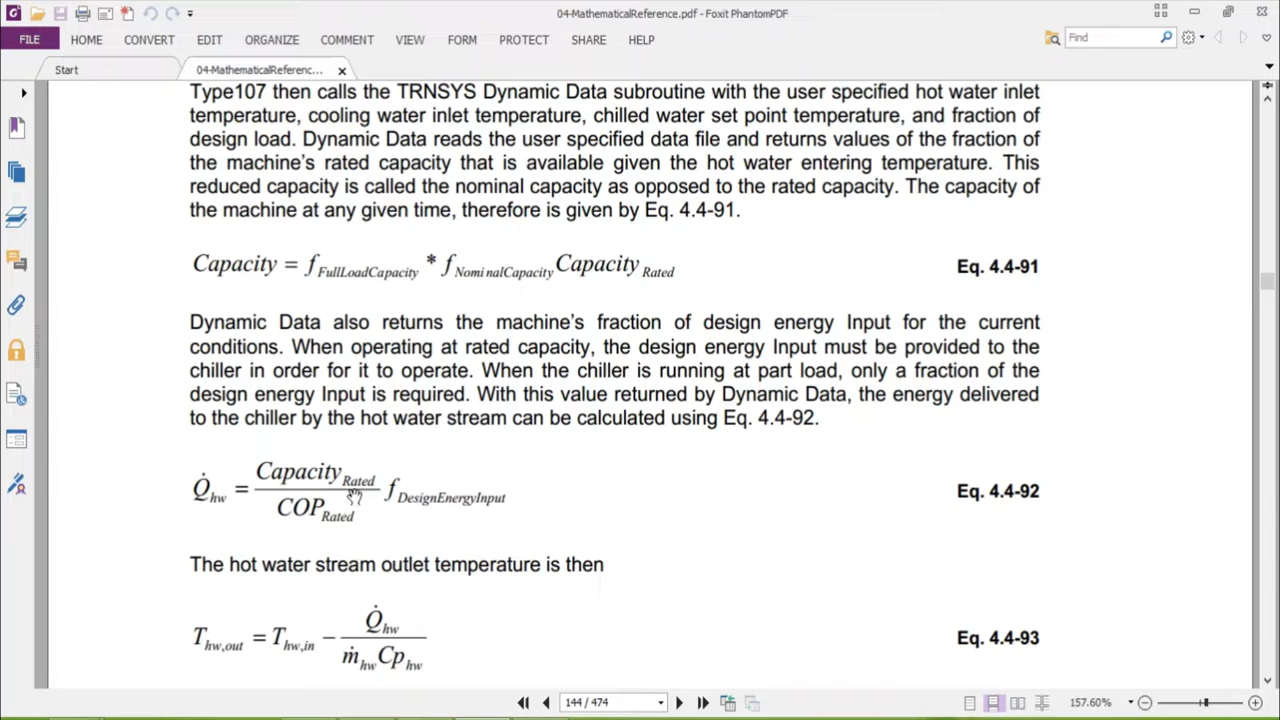 04-MathematicalReference.pdf - Foxit PhantomPDF
FILE HOME CONVERT EDIT ORGANIZE COMMENT VIEW FORM PROTECT SHARE HELP Find
Start 04-MathematicalReferenc...
Type107 then calls the TRNSYS Dynamic Data subroutine with the user specified hot water inlet
temperature, cooling water inlet temperature, chilled water set point temperature, and fraction of
design load. Dynamic Data reads the user specified data file and returns values of the fraction of
the machine's rated capacity that is available given the hot water entering temperature. This
reduced capacity is called the nominal capacity as opposed to the rated capacity. The capacity of
the machine at any given time, therefore is given by Eq. 4.4-91.
Capacity = f_FullLoadCapacity * f_NominalCapacity Capacity_Rated Eq. 4.4-91
Dynamic Data also returns the machine's fraction of design energy Input for the current
conditions. When operating at rated capacity, the design energy Input must be provided to the
chiller in order for it to operate. When the chiller is running at part load, only a fraction of the
design energy Input is required. With this value returned by Dynamic Data, the energy delivered
to the chiller by the hot water stream can be calculated using Eq. 4.4-92.
Q̇_hw = Capacity_Rated / COP_Rated f_DesignEnergyInput Eq. 4.4-92
The hot water stream outlet temperature is then
T_hw,out = T_hw,in − Q̇_hw / ṁ_hw Cp_hw Eq. 4.4-93
144 / 474 157.60%